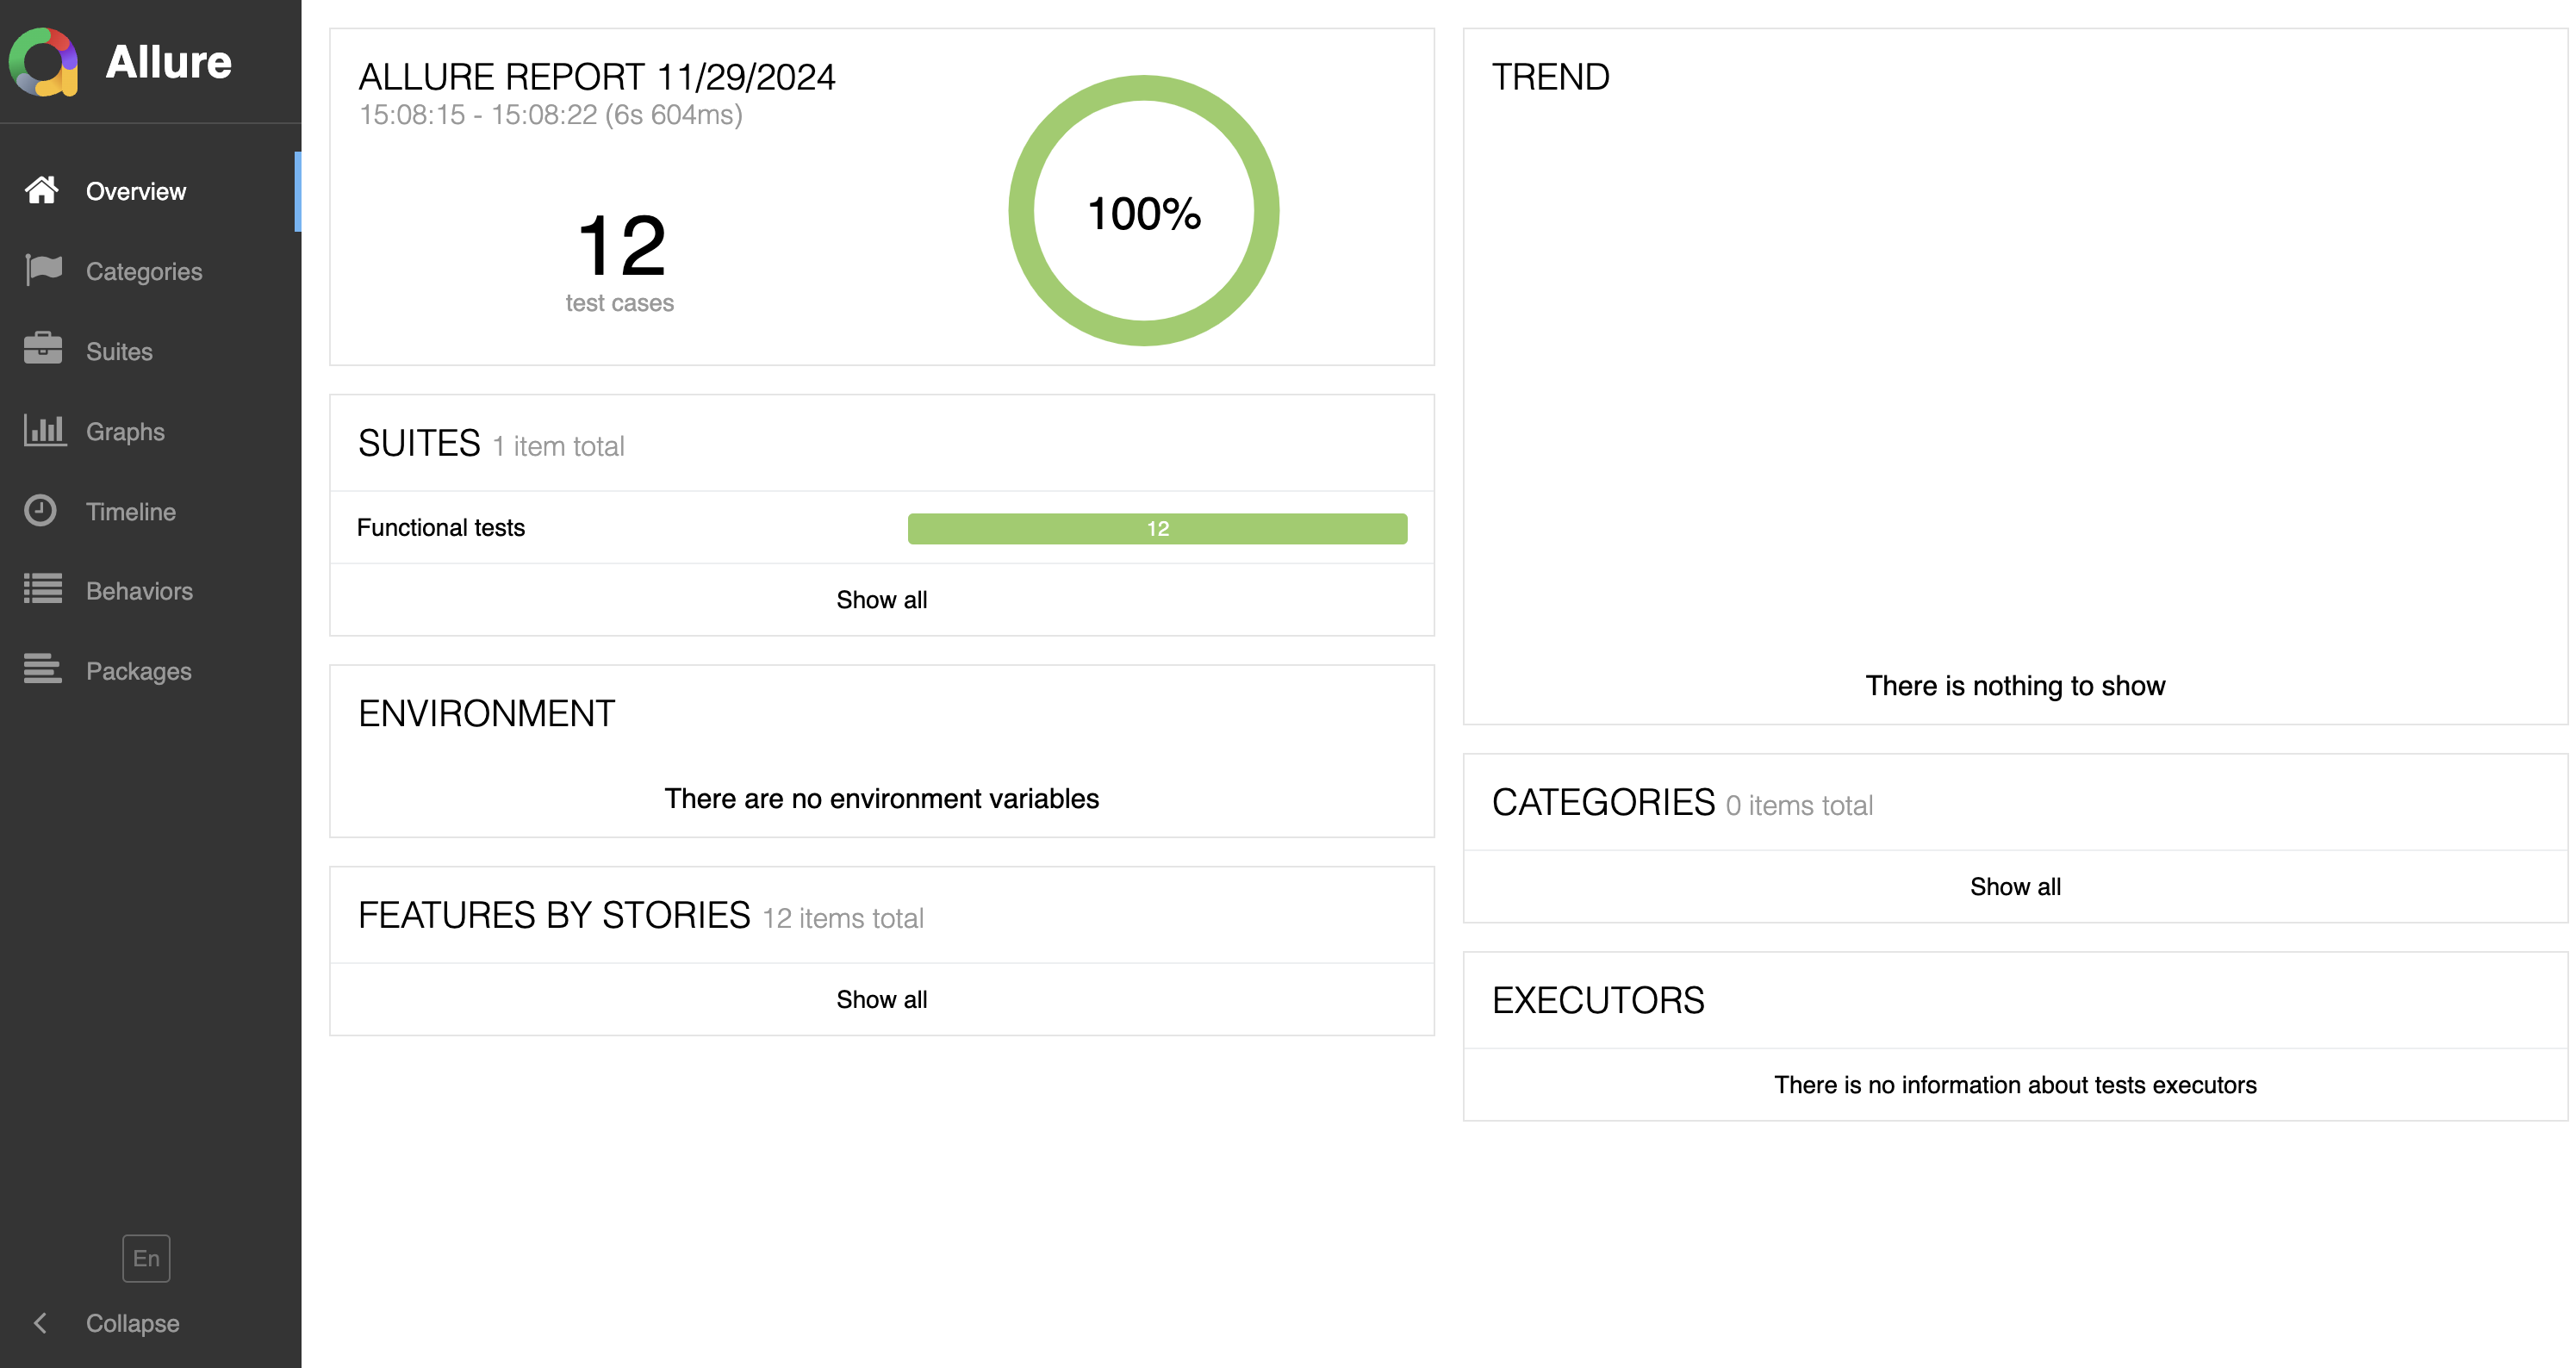 Allure
Overview
Categories
Suites
Graphs
Timeline
Behaviors
Packages
En
Collapse
ALLURE REPORT 11/29/2024
15:08:15 - 15:08:22 (6s 604ms)
12
test cases
100%
SUITES 1 item total
Functional tests 12
Show all
ENVIRONMENT
There are no environment variables
FEATURES BY STORIES 12 items total
Show all
TREND
There is nothing to show
CATEGORIES 0 items total
Show all
EXECUTORS
There is no information about tests executors